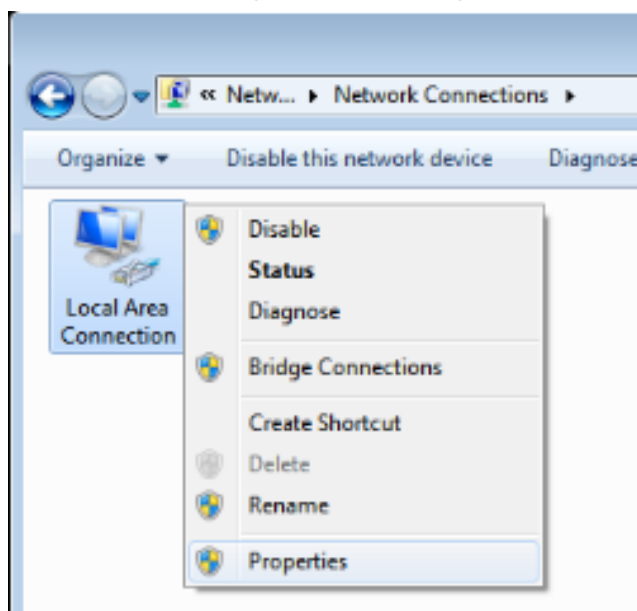 « Netw... ▸ Network Connections ▸
Organize ▾ Disable this network device Diagnose
Local Area
Connection
Disable
Status
Diagnose
Bridge Connections
Create Shortcut
Delete
Rename
Properties